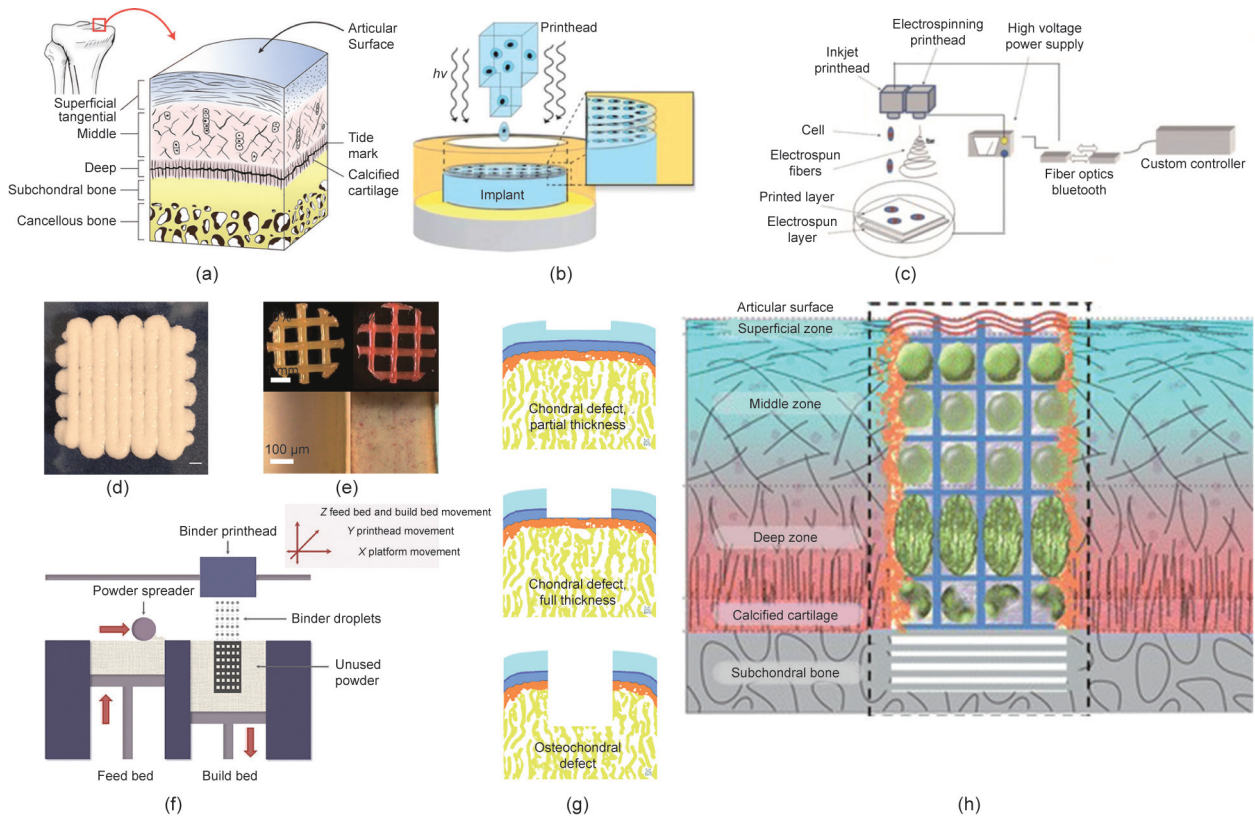 Articular
Surface
Superficial
tangential
Middle
Deep
Subchondral bone
Cancellous bone
Tide
mark
Calcified
cartilage
(a)
Printhead
hv
Implant
(b)
Electrospinning
printhead
High voltage
power supply
Inkjet
printhead
Cell
Electrospun
fibers
Printed layer
Electrospun
layer
Fiber optics
bluetooth
Custom controller
(c)
(d)
mm
100 μm
(e)
Z feed bed and build bed movement
Y printhead movement
X platform movement
Binder printhead
Powder spreader
Binder droplets
Unused
powder
Feed bed
Build bed
(f)
Chondral defect,
partial thickness
Chondral defect,
full thickness
Osteochondral
defect
(g)
Articular surface
Superficial zone
Middle zone
Deep zone
Calcified cartilage
Subchondral bone
(h)